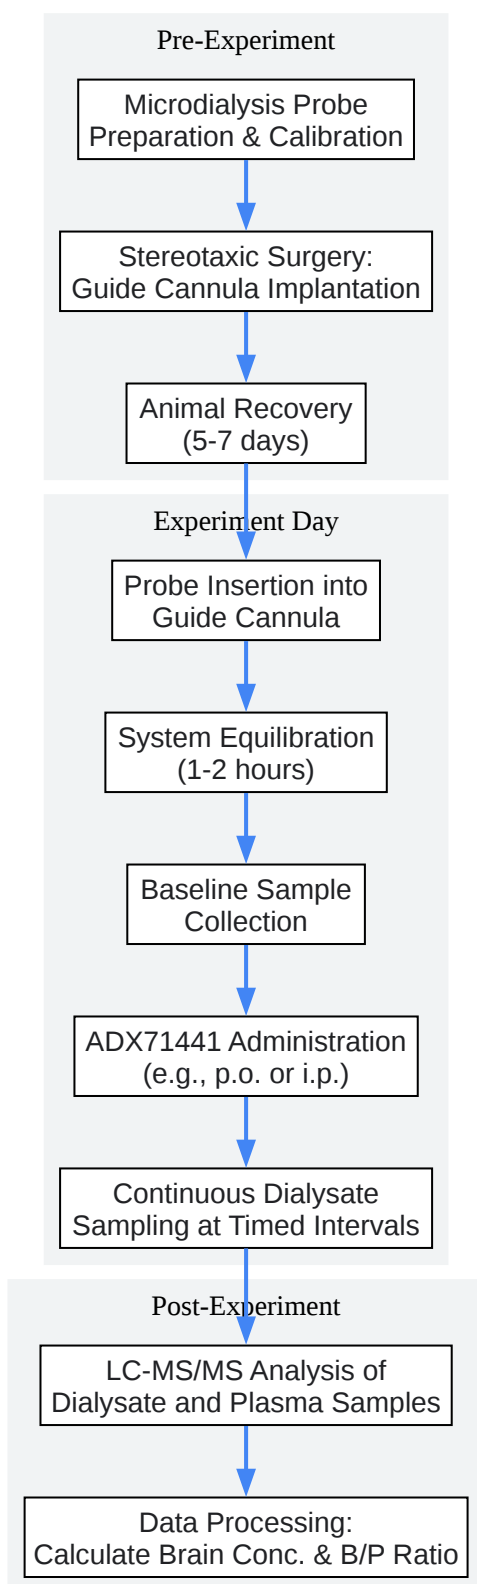 Pre-Experiment
Microdialysis Probe
Preparation & Calibration
Stereotaxic Surgery:
Guide Cannula Implantation
Animal Recovery
(5-7 days)
Experiment Day
Probe Insertion into
Guide Cannula
System Equilibration
(1-2 hours)
Baseline Sample
Collection
ADX71441 Administration
(e.g., p.o. or i.p.)
Continuous Dialysate
Sampling at Timed Intervals
Post-Experiment
LC-MS/MS Analysis of
Dialysate and Plasma Samples
Data Processing:
Calculate Brain Conc. & B/P Ratio